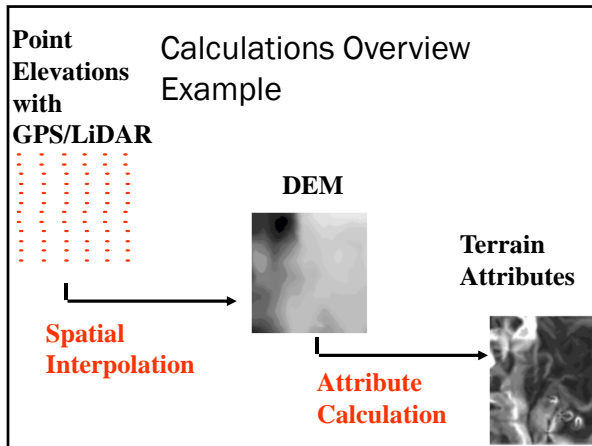 Point
Elevations
with
GPS/LiDAR
Calculations Overview
Example
DEM
Terrain
Attributes
Spatial
Interpolation
Attribute
Calculation